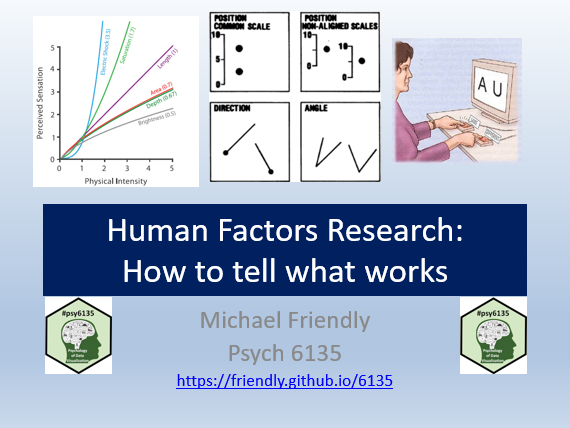 5
4
3
2
1
0
0
1
2
3
4
5
Perceived Sensation
Physical Intensity
Electric Shock (3.5)
Saturation (1.7)
Length (1)
Area (0.7)
Depth (0.67)
Brightness (0.5)
POSITION
COMMON SCALE
10
5
0
POSITION
NON-ALIGNED SCALES
10
0
10
0
DIRECTION
ANGLE
A U
Human Factors Research:
How to tell what works
#psy6135
Psychology
of Data
Visualization
Michael Friendly
Psych 6135
https://friendly.github.io/6135
#psy6135
Psychology
of Data
Visualization